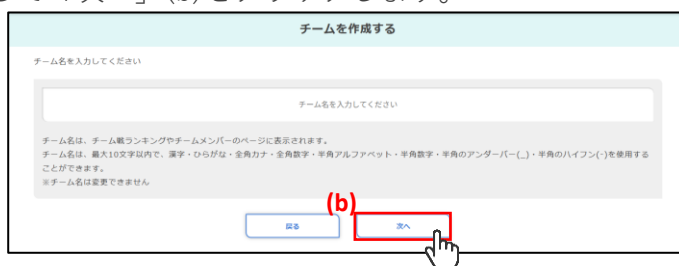 」(b)をクリックします。
チームを作成する
チーム名を入力してください
チーム名を入力してください
チーム名は、チーム戦ランキングやチームメンバーのページに表示されます。
チーム名は、最大10文字以内で、漢字・ひらがな・全角カナ・全角数字・半角アルファベット・半角数字・半角のアンダーバー(_)・半角のハイフン(-)を使用する
ことができます。
※チーム名は変更できません
(b)
戻る 次へ